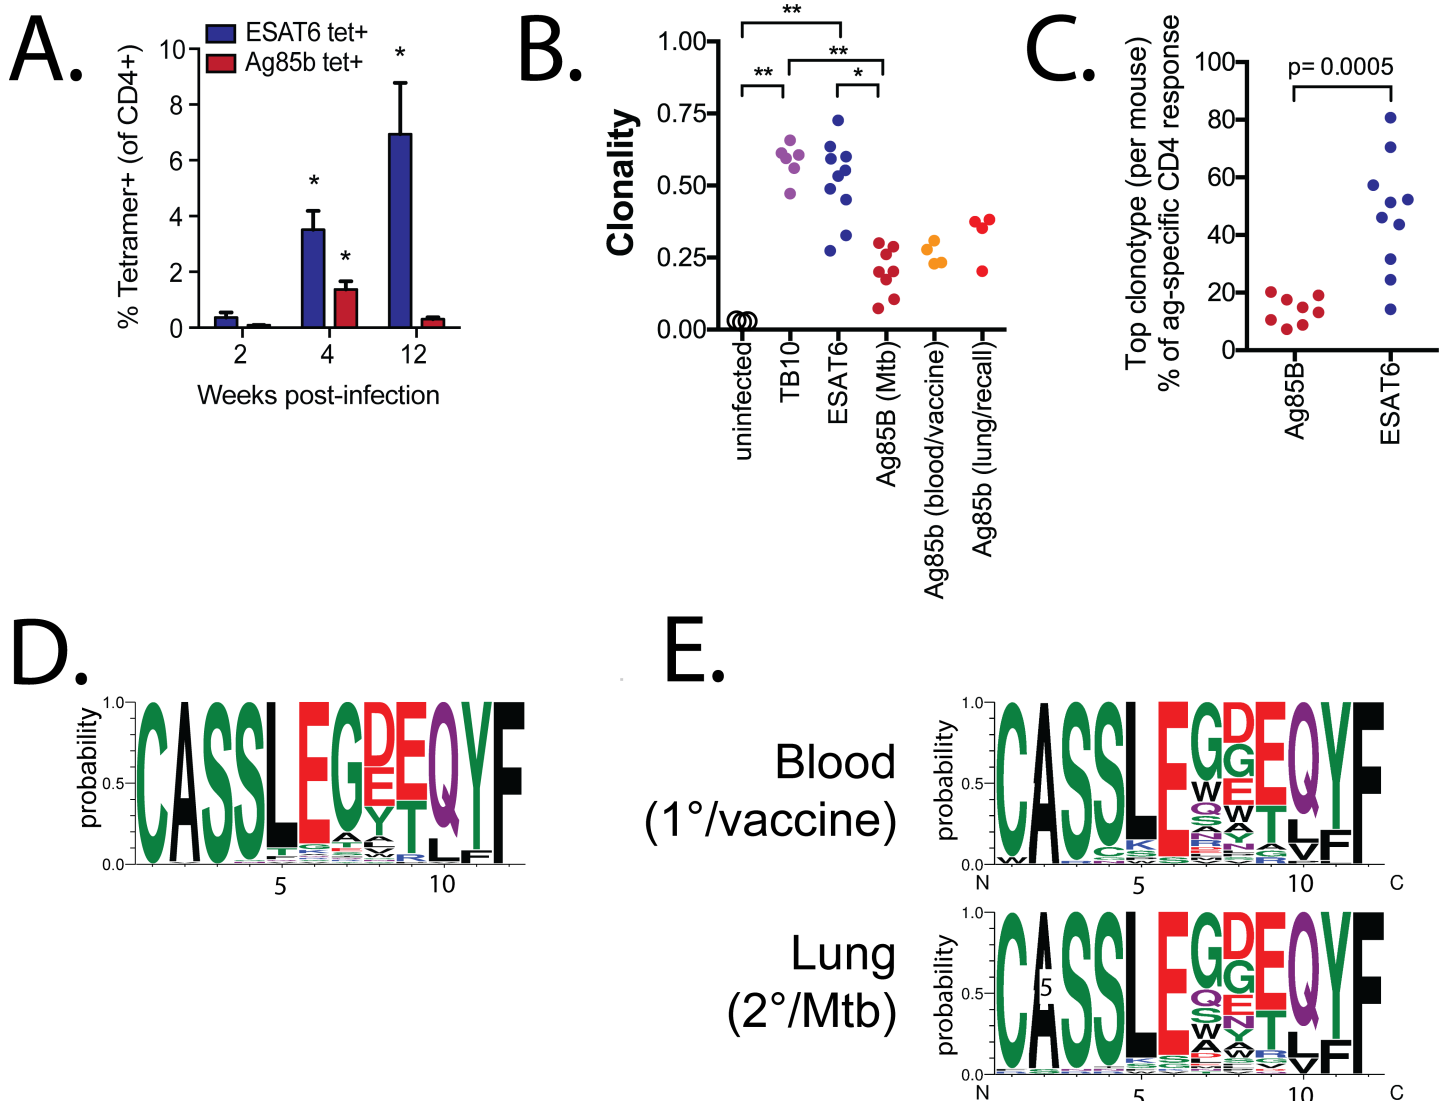 A.
ESAT6 tet+
Ag85b tet+
% Tetramer+ (of CD4+)
10
8
6
4
2
0
*
*
*
2 4 12
Weeks post-infection
B.
Clonality
1.00
0.75
0.50
0.25
0.00
**
**
** *
uninfected
TB10
ESAT6
Ag85B (Mtb)
Ag85b (blood/vaccine)
Ag85b (lung/recall)
C.
Top clonotype (per mouse)
% of ag-specific CD4 response
100
80
60
40
20
0
p= 0.0005
Ag85B
ESAT6
D.
probability
1.0
0.5
0.0
CASSLEGDEQYF
5 10
E.
Blood
(1°/vaccine)
probability
1.0
0.5
0.0
CASSLEGDEQYF
N 5 10 C
Lung
(2°/Mtb)
probability
1.0
0.5
0.0
CASSLEGDEQYF
5
N 5 10 C